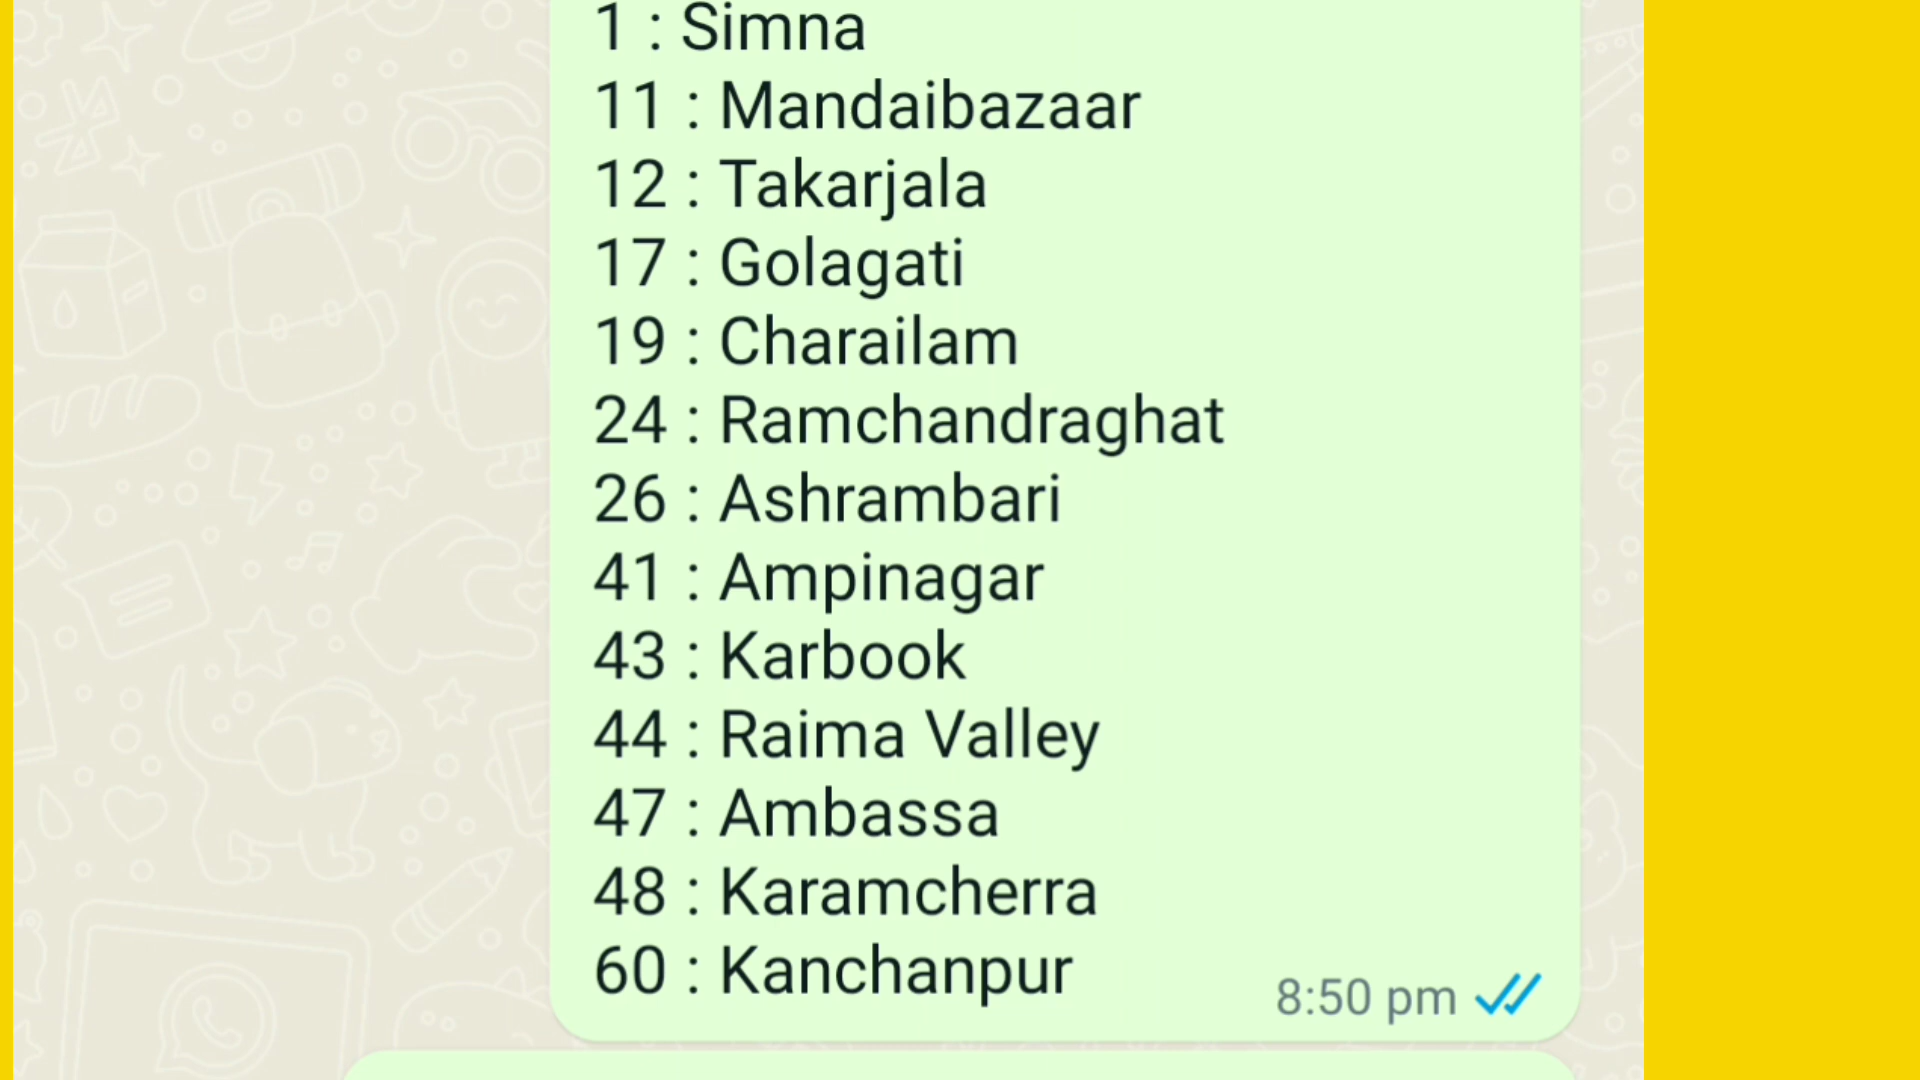 1 : Simna
11 : Mandaibazaar
12 : Takarjala
17 : Golagati
19 : Charailam
24 : Ramchandraghat
26 : Ashrambari
41 : Ampinagar
43 : Karbook
44 : Raima Valley
47 : Ambassa
48 : Karamcherra
60 : Kanchanpur
8:50 pm